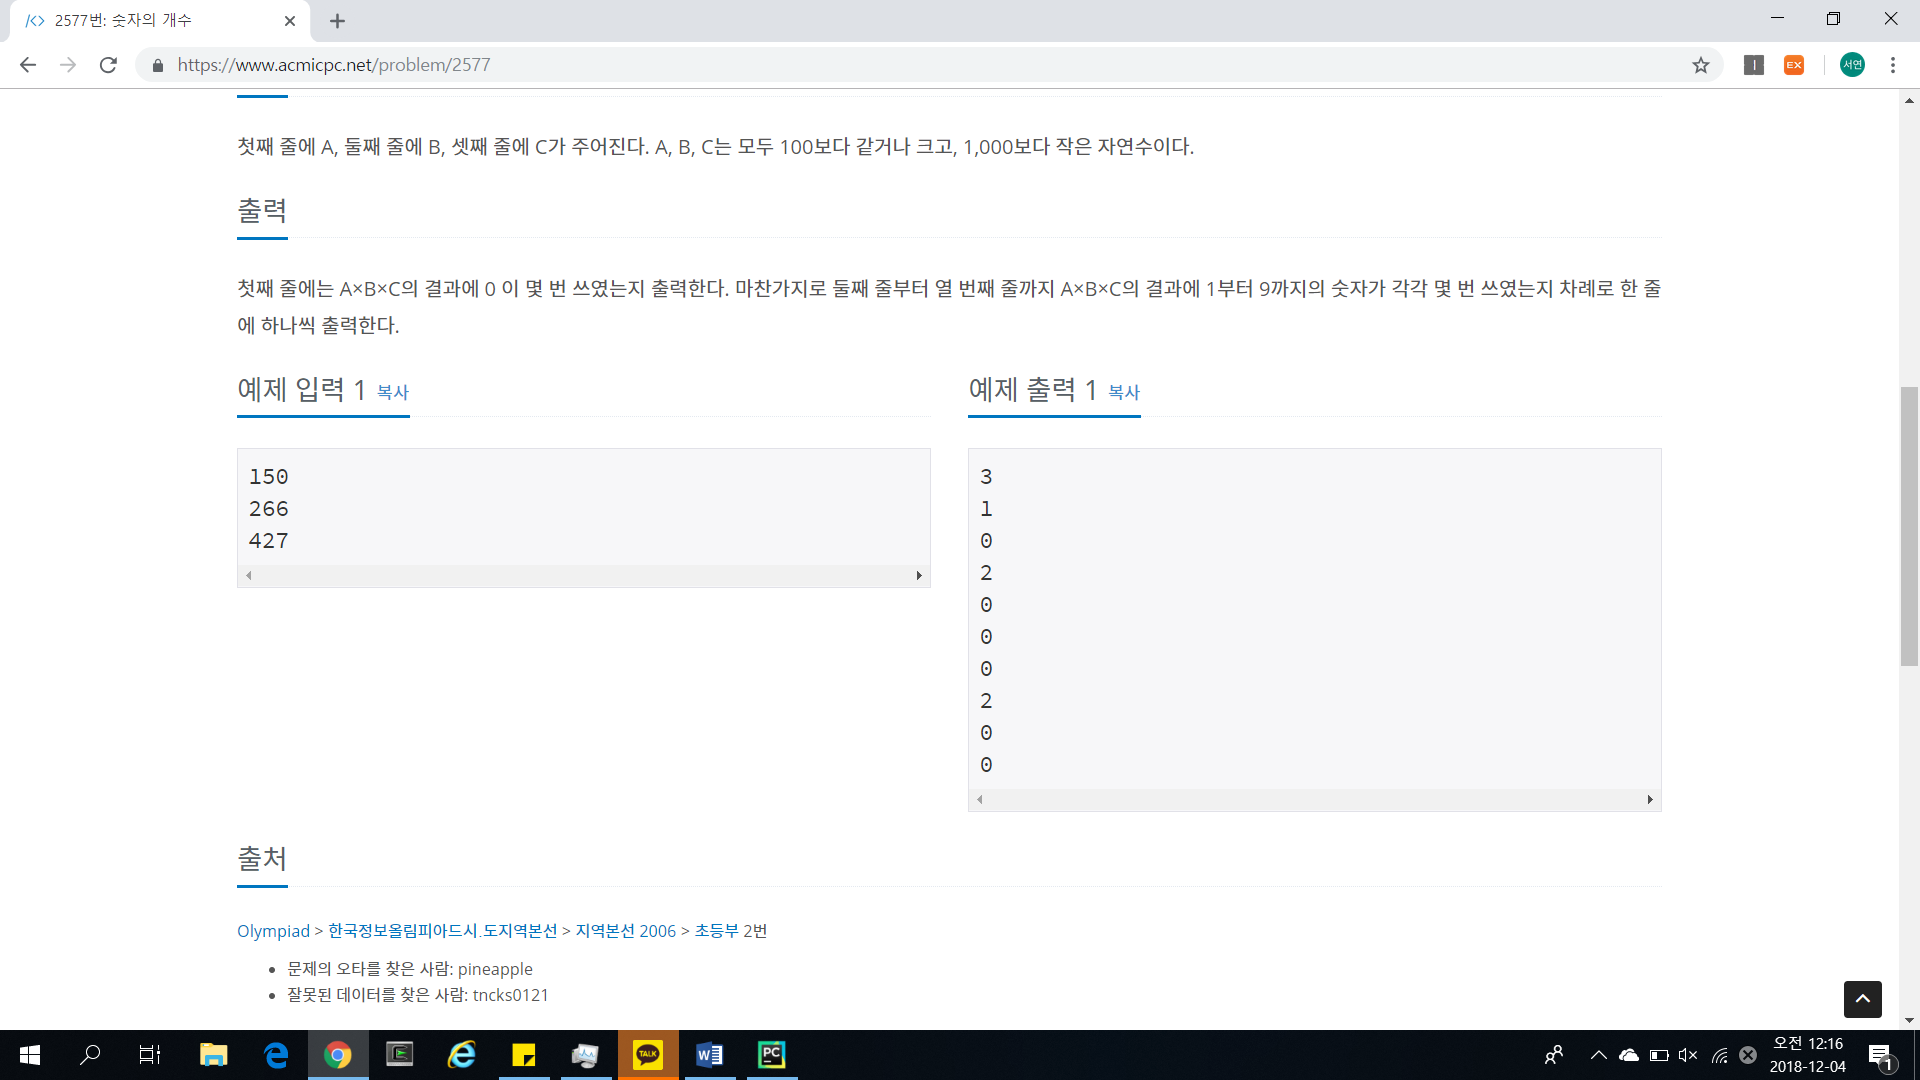 2577번: 숫자의 개수
https://www.acmicpc.net/problem/2577
EX
서연
첫째 줄에 A, 둘째 줄에 B, 셋째 줄에 C가 주어진다. A, B, C는 모두 100보다 같거나 크고, 1,000보다 작은 자연수이다.
출력
첫째 줄에는 A×B×C의 결과에 0 이 몇 번 쓰였는지 출력한다. 마찬가지로 둘째 줄부터 열 번째 줄까지 A×B×C의 결과에 1부터 9까지의 숫자가 각각 몇 번 쓰였는지 차례로 한 줄
에 하나씩 출력한다.
예제 입력 1 복사
150
266
427
예제 출력 1 복사
3
1
0
2
0
0
0
2
0
0
출처
Olympiad > 한국정보올림피아드시.도지역본선 > 지역본선 2006 > 초등부 2번
• 문제의 오타를 찾은 사람: pineapple
• 잘못된 데이터를 찾은 사람: tncks0121
TALK
PC
오전 12:16
2018-12-04
1